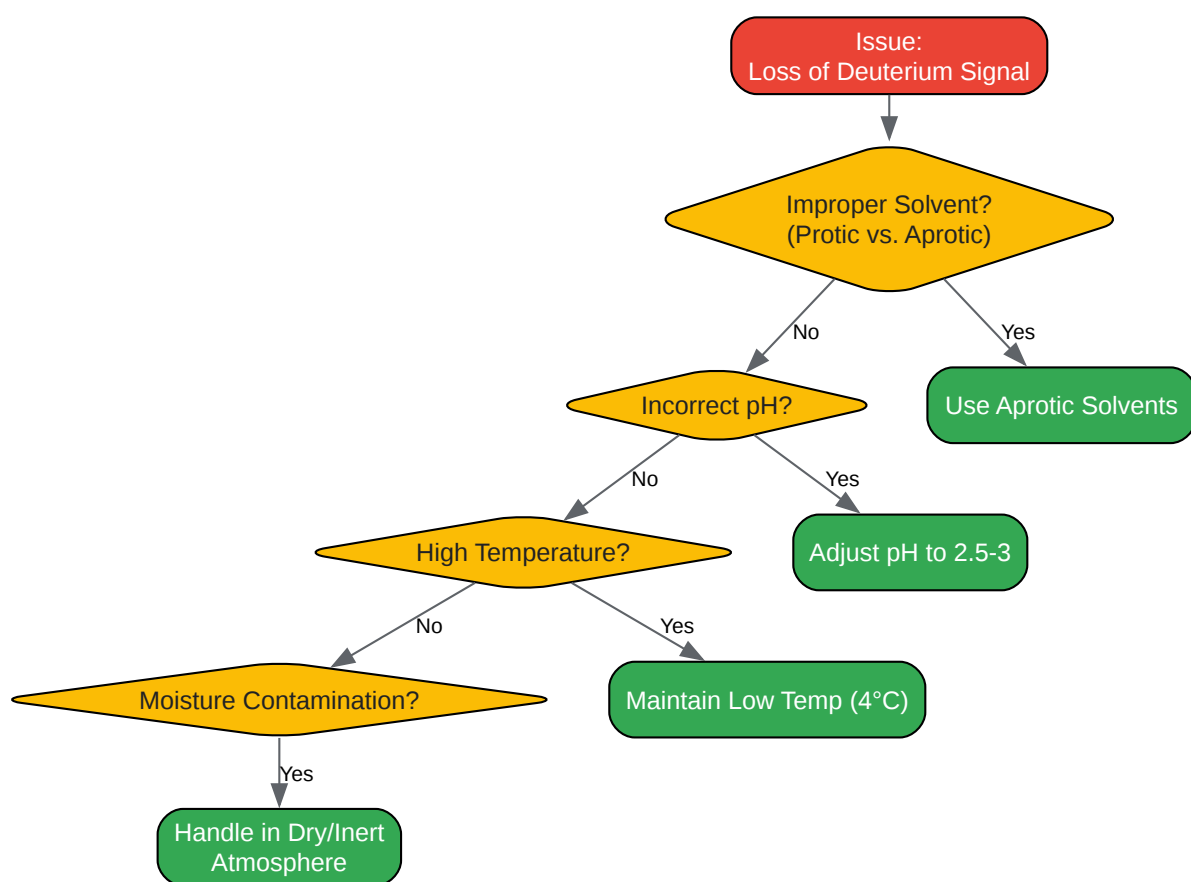 Issue:
Loss of Deuterium Signal
Improper Solvent?
(Protic vs. Aprotic)
No
Yes
Incorrect pH?
Use Aprotic Solvents
No
Yes
High Temperature?
Adjust pH to 2.5-3
No
Yes
Moisture Contamination?
Maintain Low Temp (4°C)
Yes
Handle in Dry/Inert
Atmosphere